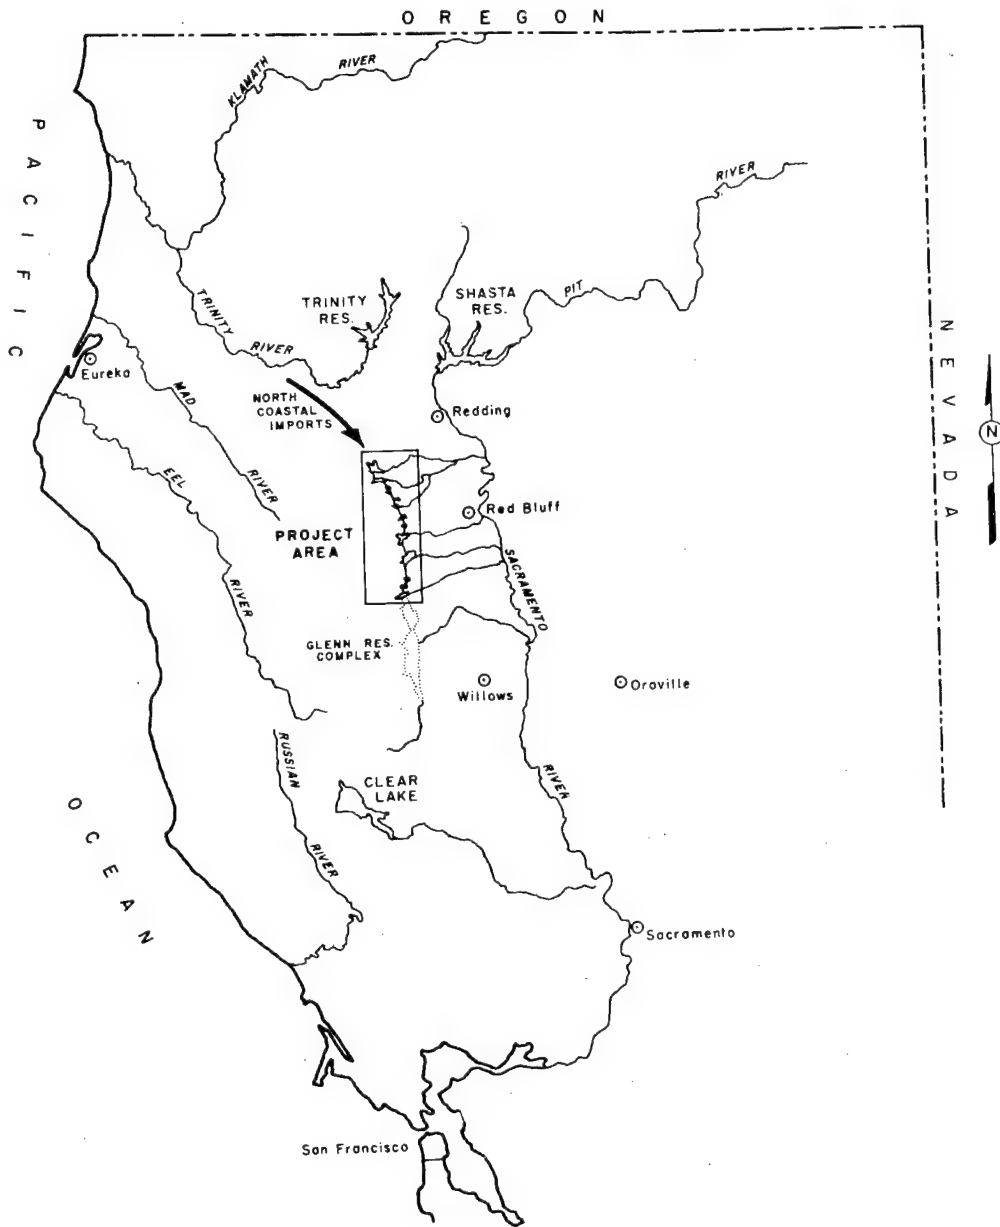 OREGON
KLAMATH
RIVER
PACIFIC
RIVER
TRINITY
RES.
SHASTA
RES.
PIT
TRINITY
RIVER
NEVADA
Eureka
MAD
RIVER
NORTH
COASTAL
IMPORTS
Redding
N
EEL
RIVER
PROJECT
AREA
Red Bluff
SACRAMENTO
RIVER
GLENN RES.
COMPLEX
Willows
Oroville
RUSSIAN
RIVER
CLEAR
LAKE
OCEAN
Sacramento
San Francisco